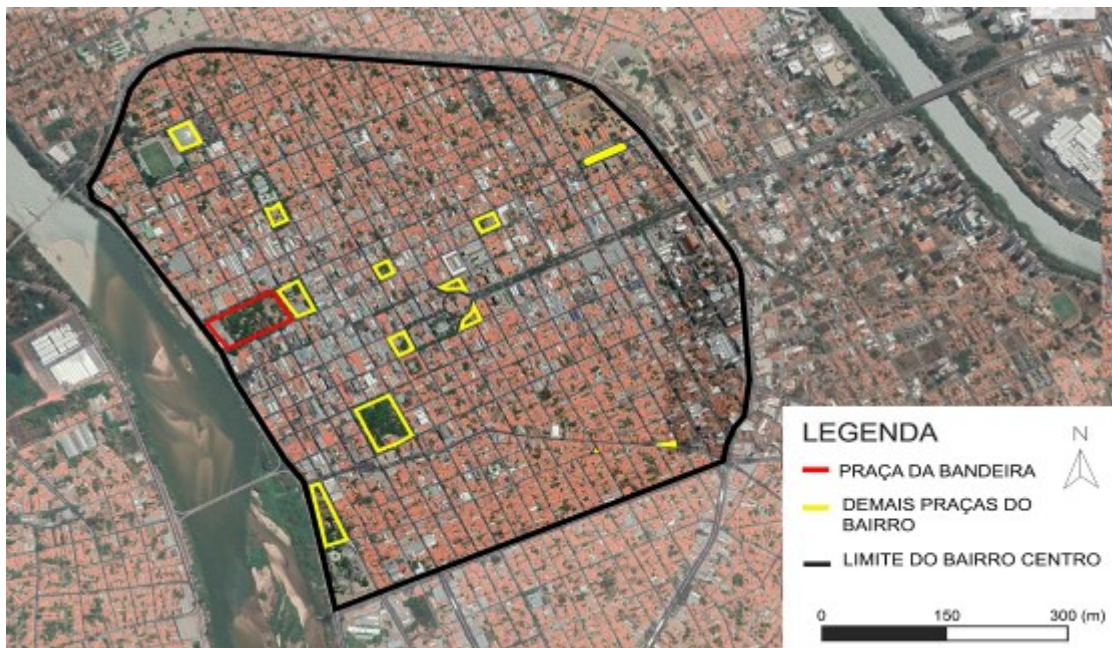 LEGENDA
N
PRAÇA DA BANDEIRA
DEMAIS PRAÇAS DO
BAIRRO
LIMITE DO BAIRRO CENTRO
0 150 300 (m)